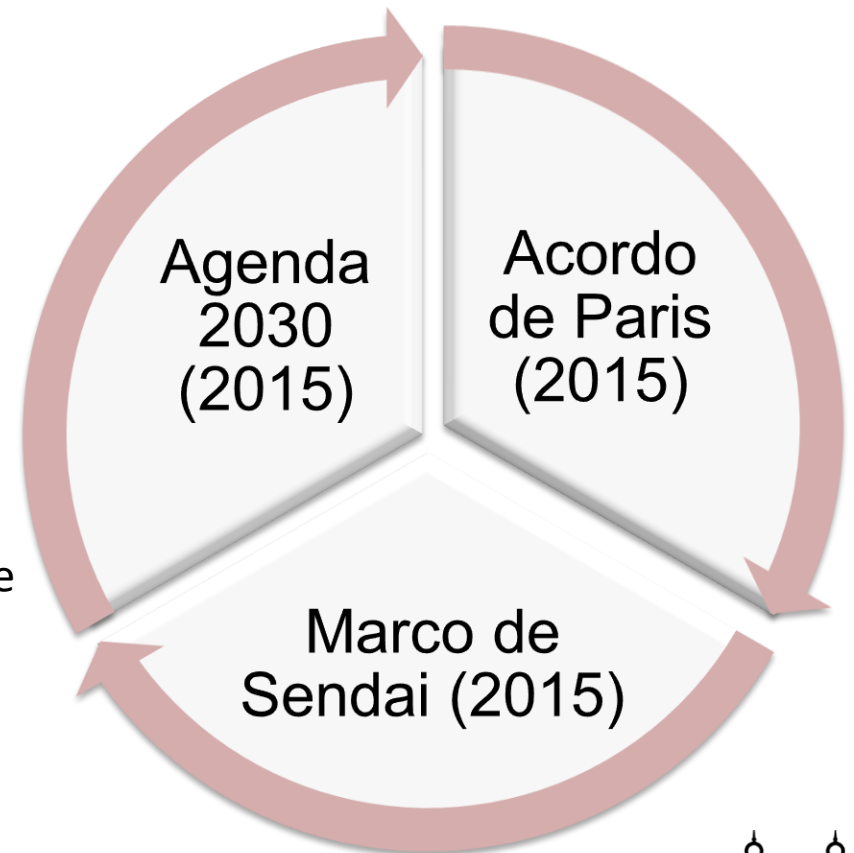 Agenda
2030
(2015)
Acordo
de Paris
(2015)
e
Marco de
Sendai (2015)